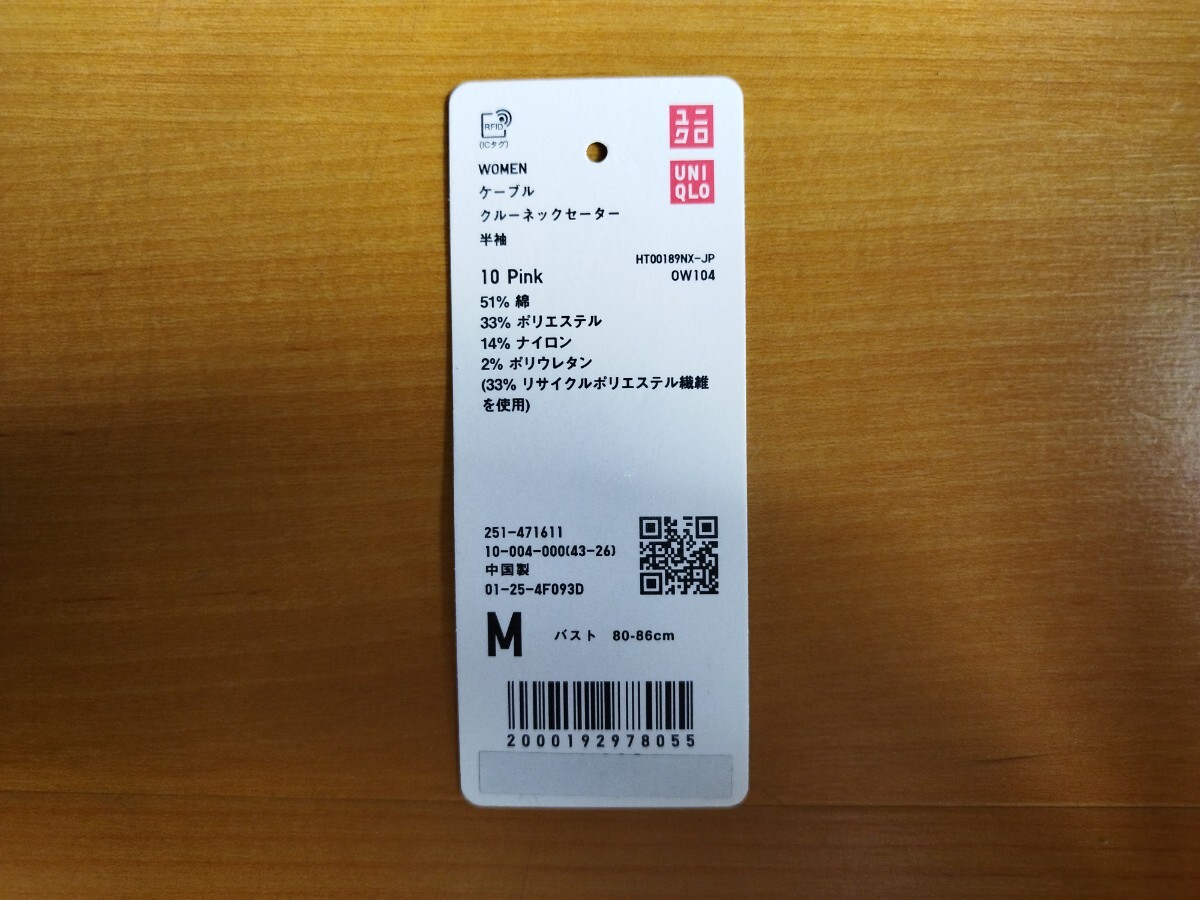 RFID
(ICタグ)
ユニ
クロ
UNI
QLO
WOMEN
ケーブル
クルーネックセーター
半袖
HT00189NX-JP
10 Pink
OW104
51% 綿
33% ポリエステル
14% ナイロン
2% ポリウレタン
(33% リサイクルポリエステル繊維
を使用)
251-471611
10-004-000(43-26)
中国製
01-25-4F093D
M バスト 80-86cm
2000192978055